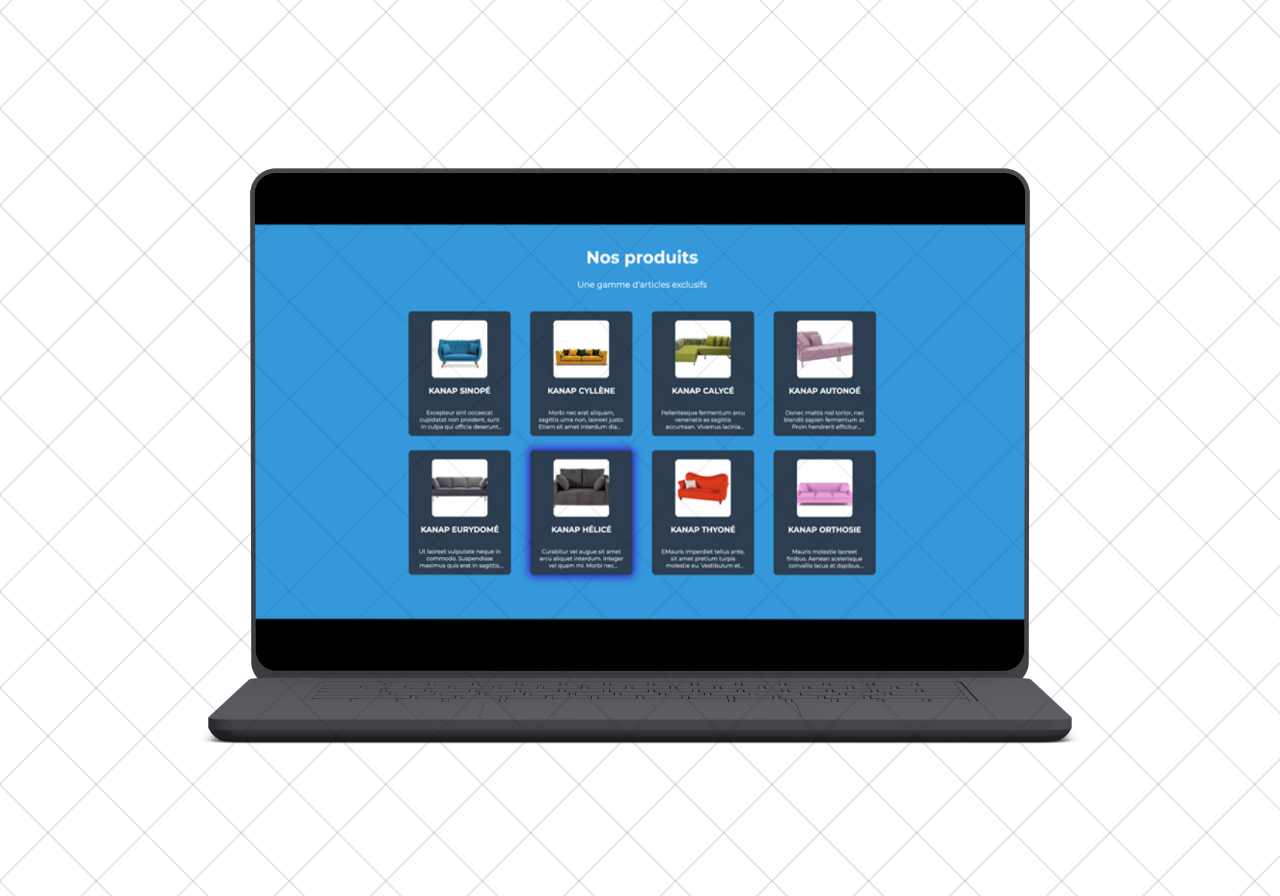 Nos produits
Une gamme d'articles exclusifs
KANAP SINOPÉ
Excepteur sint occaecat
cupidatat non proident, sunt
in culpa qui officia deserunt...
KANAP CYLLÈNE
Morbi nec erat aliquam,
sagittis urna non, laoreet justo.
Etiam sit amet interdum dia...
KANAP CALYCÉ
Pellentesque fermentum arcu
venenatis ex sagittis
accumsan. Vivamus lacinia...
KANAP AUTONOÉ
Donec mattis nisl tortor, nec
blandit sapien fermentum at.
Proin hendrerit efficitur...
KANAP EURYDOMÉ
Ut laoreet vulputate neque in
commodo. Suspendisse
maximus quis erat in sagittis...
KANAP HÉLICÉ
Curabitur vel augue sit amet
arcu aliquet interdum. Integer
vel quam mi. Morbi nec...
KANAP THYONÉ
EMauris imperdiet tellus ante,
sit amet pretium turpis
molestie eu. Vestibulum et...
KANAP ORTHOSIE
Mauris molestie laoreet
finibus. Aenean scelerisque
convallis lacus at dapibus...